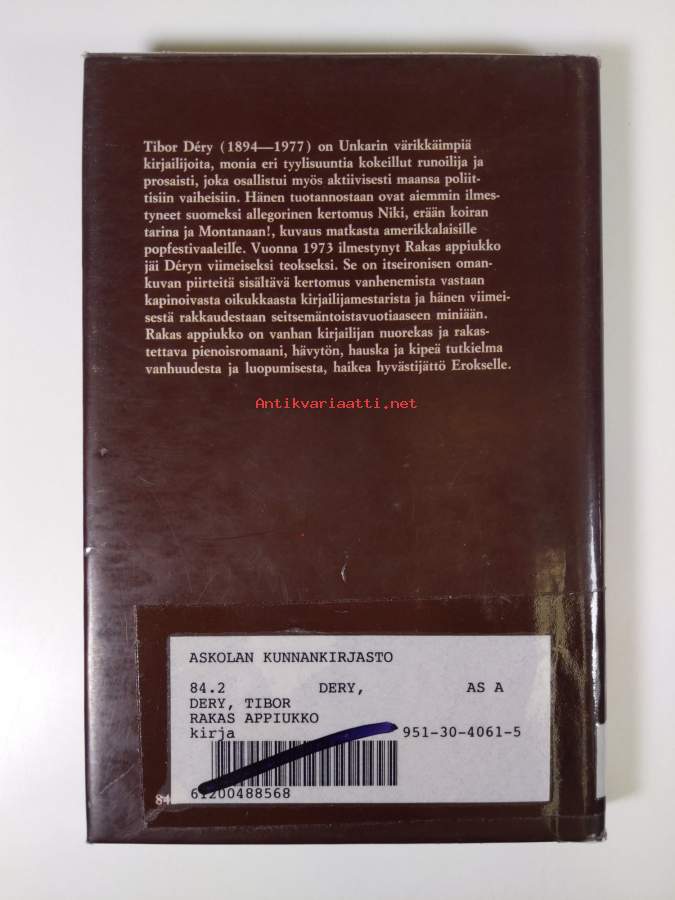 Tibor Déry (1894—1977) on Unkarin värikkäimpiä
kirjailijoita, monia eri tyylisuuntia kokeillut runoilija ja
prosaisti, joka osallistui myös aktiivisesti maansa poliit-
tisiin vaiheisiin. Hänen tuotannostaan ovat aiemmin ilmes-
tyneet suomeksi allegorinen kertomus Niki, erään koiran
tarina ja Montanaan!, kuvaus matkasta amerikkalaisille
popfestivaaleille. Vuonna 1973 ilmestynyt Rakas appiukko
jäi Déryn viimeiseksi teokseksi. Se on itseironisen oman-
kuvan piirteitä sisältävä kertomus vanhenemista vastaan
kapinoivasta oikukkaasta kirjailijamestarista ja hänen viimei-
sestä rakkaudestaan seitsemäntoistavuotiaaseen miniään.
Rakas appiukko on vanhan kirjailijan nuorekas ja rakas-
tettava pienoisromaani, hävytön, hauska ja kipeä tutkielma
vanhuudesta ja luopumisesta, haikea hyvästijättö Erokselle.
Antikvariaatti.net
ASKOLAN KUNNANKIRJASTO
84.2 DERY, AS A
DERY, TIBOR
RAKAS APPIUKKO
kirja 951-30-4061-5
84
61200488568